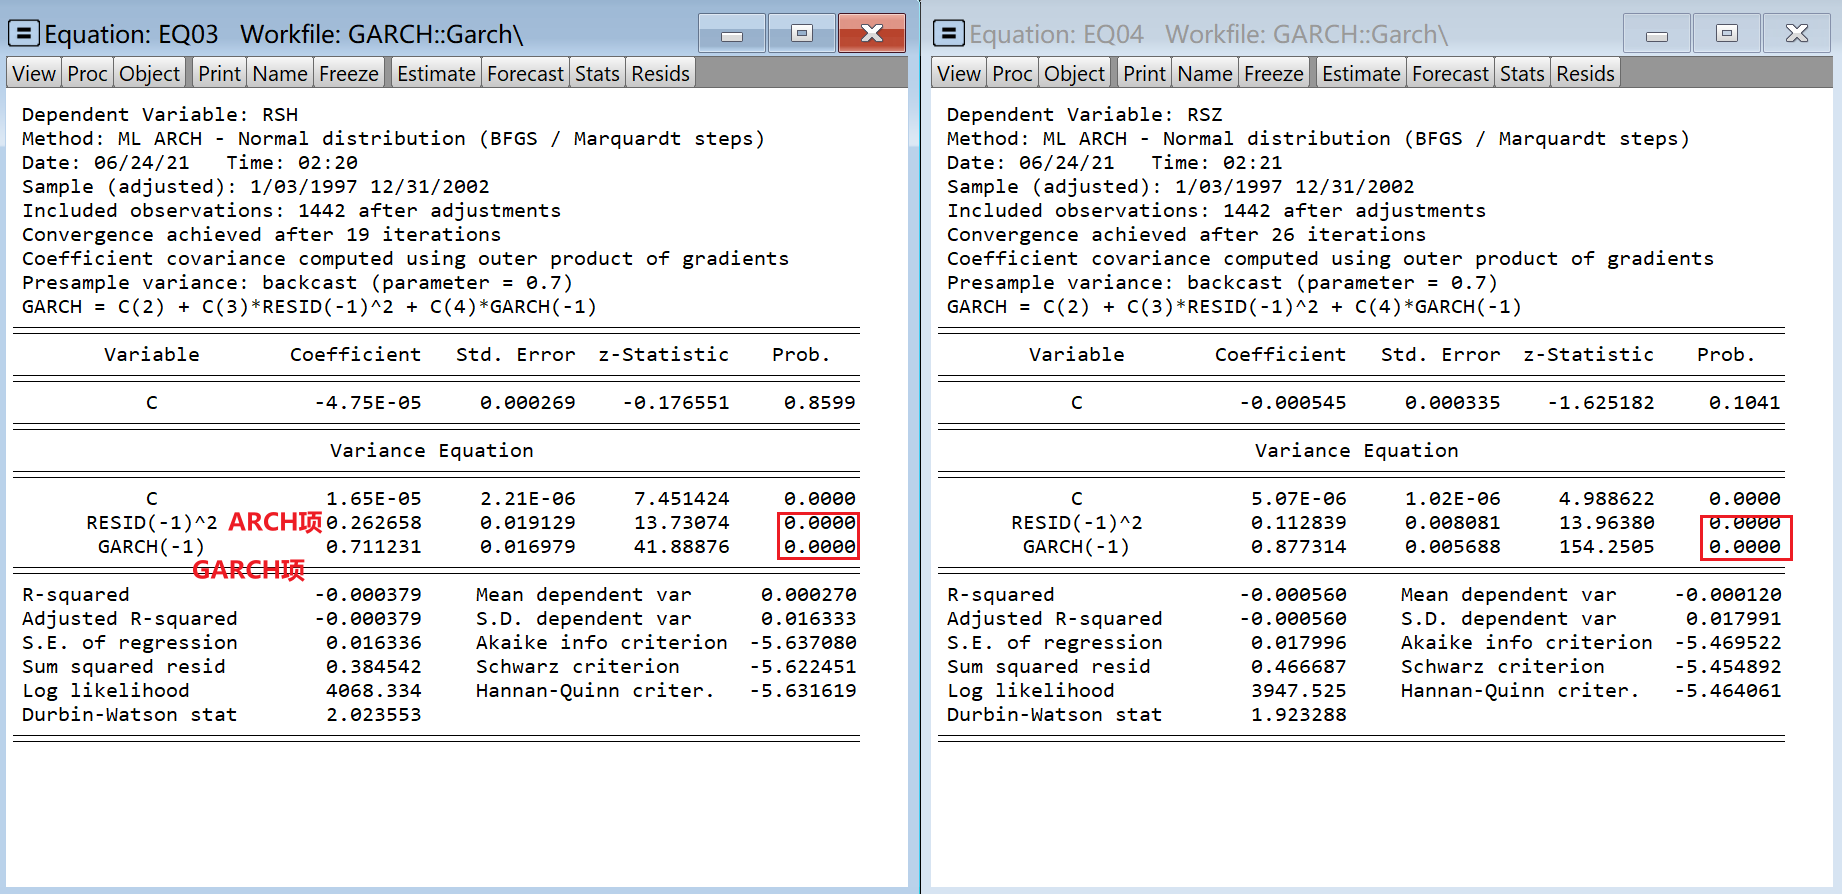 Equation: EQ03 Workfile: GARCH::Garch\
View Proc Object Print Name Freeze Estimate Forecast Stats Resids
Dependent Variable: RSH
Method: ML ARCH - Normal distribution (BFGS / Marquardt steps)
Date: 06/24/21 Time: 02:20
Sample (adjusted): 1/03/1997 12/31/2002
Included observations: 1442 after adjustments
Convergence achieved after 19 iterations
Coefficient covariance computed using outer product of gradients
Presample variance: backcast (parameter = 0.7)
GARCH = C(2) + C(3)*RESID(-1)^2 + C(4)*GARCH(-1)
Variable Coefficient Std. Error z-Statistic Prob.
C -4.75E-05 0.000269 -0.176551 0.8599
Variance Equation
C 1.65E-05 2.21E-06 7.451424 0.0000
RESID(-1)^2 ARCH项 0.262658 0.019129 13.73074 0.0000
GARCH(-1) 0.711231 0.016979 41.88876 0.0000
GARCH项
R-squared -0.000379 Mean dependent var 0.000270
Adjusted R-squared -0.000379 S.D. dependent var 0.016333
S.E. of regression 0.016336 Akaike info criterion -5.637080
Sum squared resid 0.384542 Schwarz criterion -5.622451
Log likelihood 4068.334 Hannan-Quinn criter. -5.631619
Durbin-Watson stat 2.023553
Equation: EQ04 Workfile: GARCH::Garch\
View Proc Object Print Name Freeze Estimate Forecast Stats Resids
Dependent Variable: RSZ
Method: ML ARCH - Normal distribution (BFGS / Marquardt steps)
Date: 06/24/21 Time: 02:21
Sample (adjusted): 1/03/1997 12/31/2002
Included observations: 1442 after adjustments
Convergence achieved after 26 iterations
Coefficient covariance computed using outer product of gradients
Presample variance: backcast (parameter = 0.7)
GARCH = C(2) + C(3)*RESID(-1)^2 + C(4)*GARCH(-1)
Variable Coefficient Std. Error z-Statistic Prob.
C -0.000545 0.000335 -1.625182 0.1041
Variance Equation
C 5.07E-06 1.02E-06 4.988622 0.0000
RESID(-1)^2 0.112839 0.008081 13.96380 0.0000
GARCH(-1) 0.877314 0.005688 154.2505 0.0000
R-squared -0.000560 Mean dependent var -0.000120
Adjusted R-squared -0.000560 S.D. dependent var 0.017991
S.E. of regression 0.017996 Akaike info criterion -5.469522
Sum squared resid 0.466687 Schwarz criterion -5.454892
Log likelihood 3947.525 Hannan-Quinn criter. -5.464061
Durbin-Watson stat 1.923288